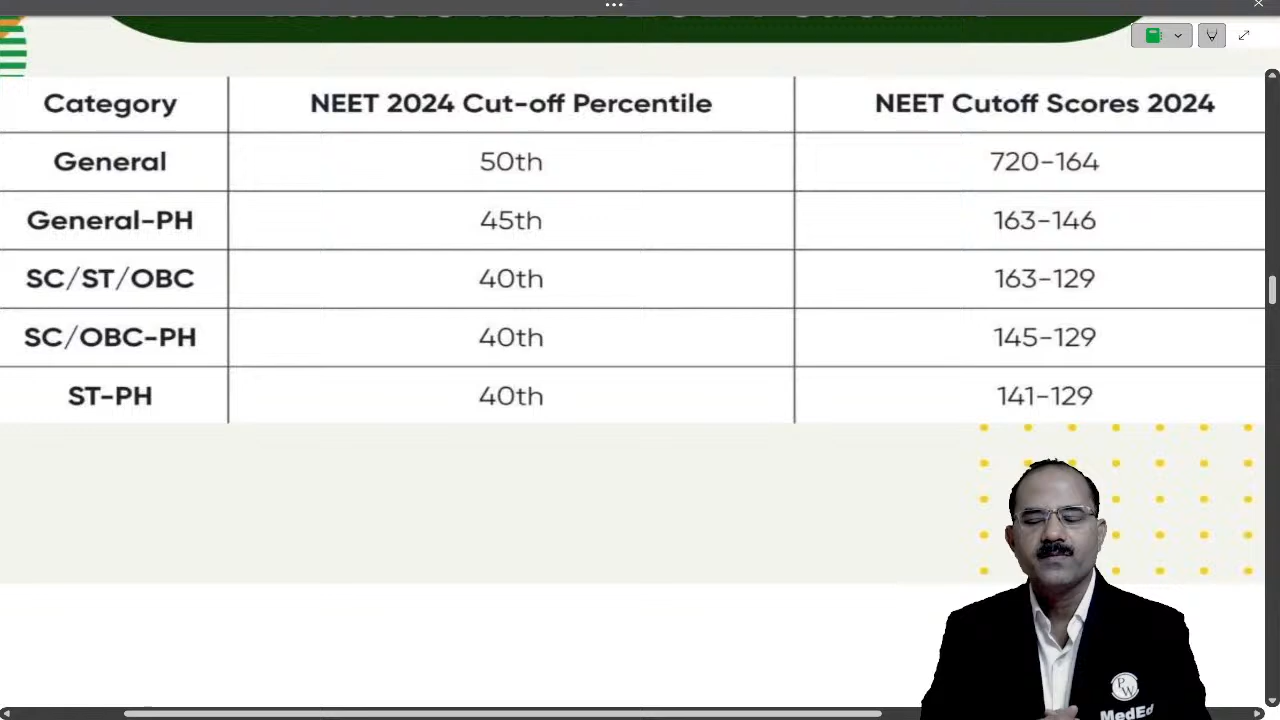 Category NEET 2024 Cut-off Percentile NEET Cutoff Scores 2024
General 50th 720-164
General-PH 45th 163-146
SC/ST/OBC 40th 163-129
SC/OBC-PH 40th 145-129
ST-PH 40th 141-129
PW
MedEd